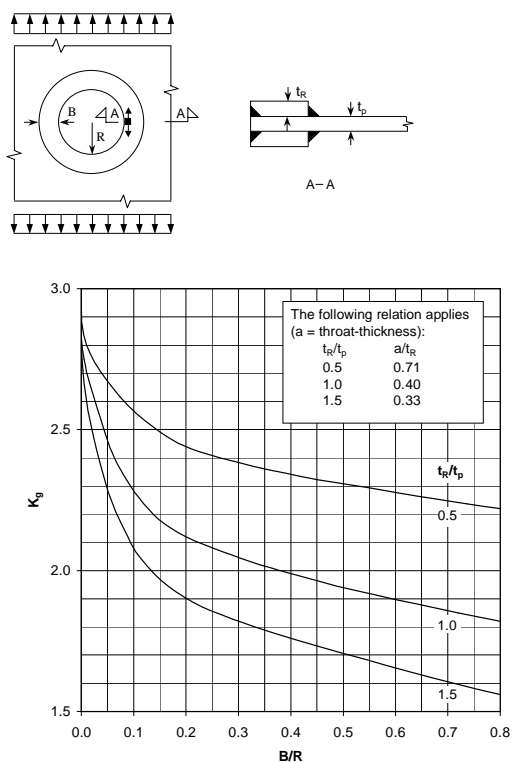 B
A
A
R
t_R
t_p
A–A
3.0
The following relation applies
(a = throat-thickness):
t_R/t_p a/t_R
0.5 0.71
1.0 0.40
1.5 0.33
2.5
t_R/t_p
0.5
K_g
2.0
1.0
1.5
1.5
0.0 0.1 0.2 0.3 0.4 0.5 0.6 0.7 0.8
B/R